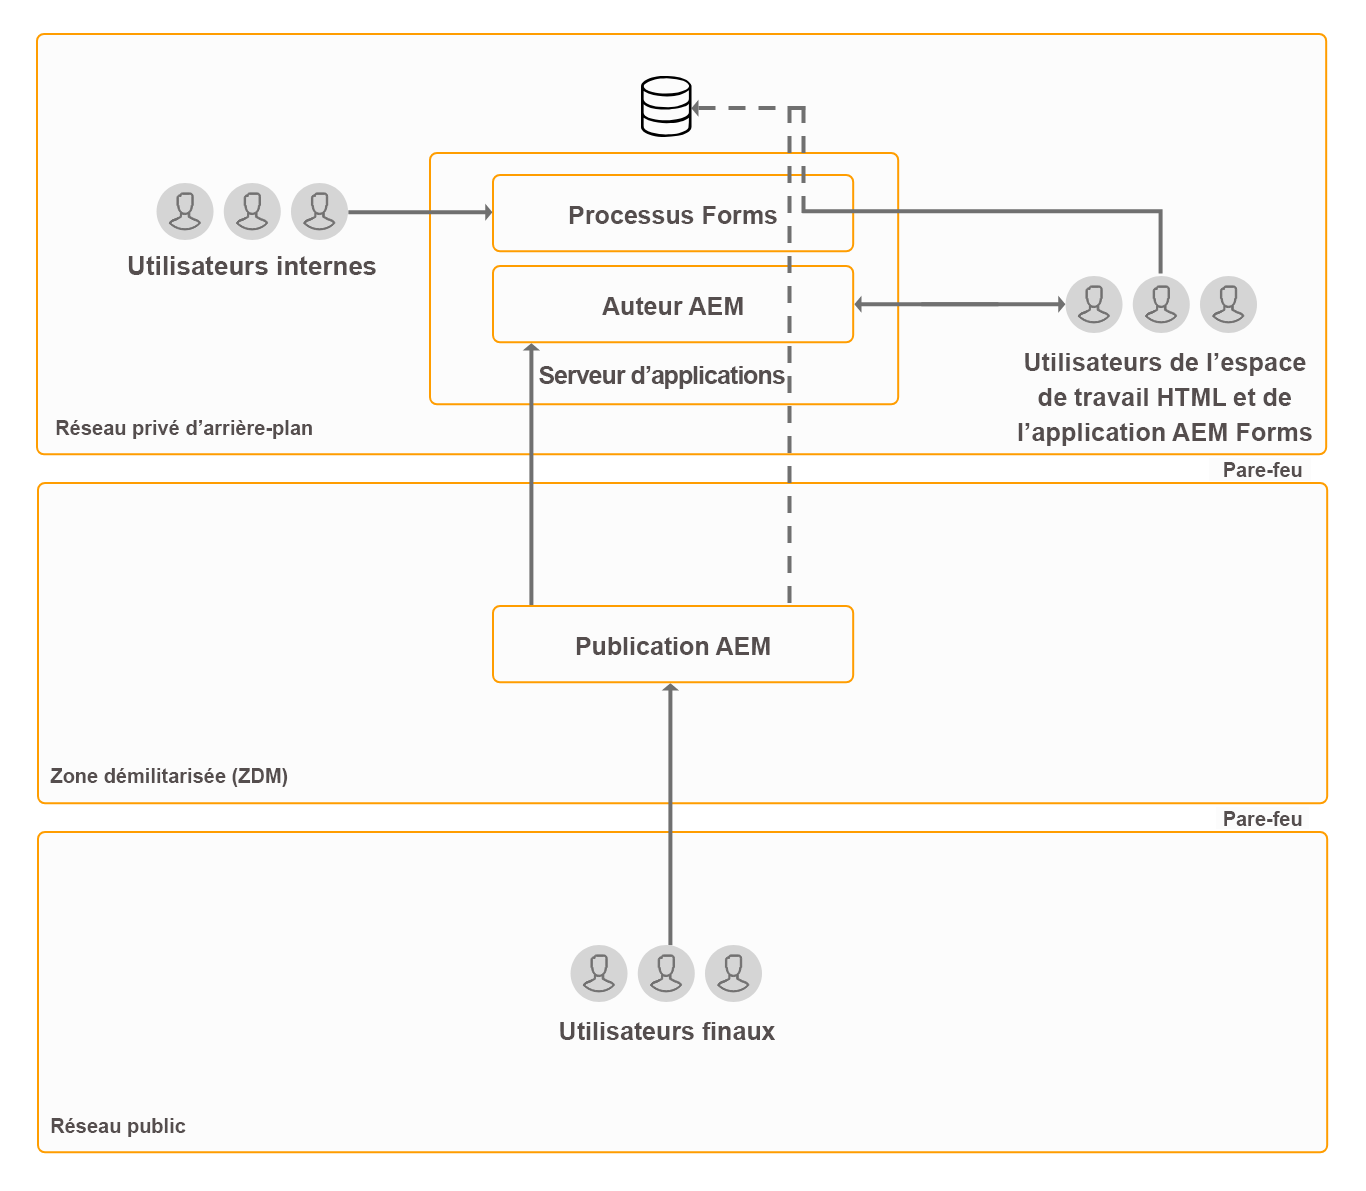 Processus Forms
Utilisateurs internes
Auteur AEM
Serveur d’applications
Utilisateurs de l’espace
de travail HTML et de
l’application AEM Forms
Réseau privé d’arrière-plan
Pare-feu
Publication AEM
Zone démilitarisée (ZDM)
Pare-feu
Utilisateurs finaux
Réseau public